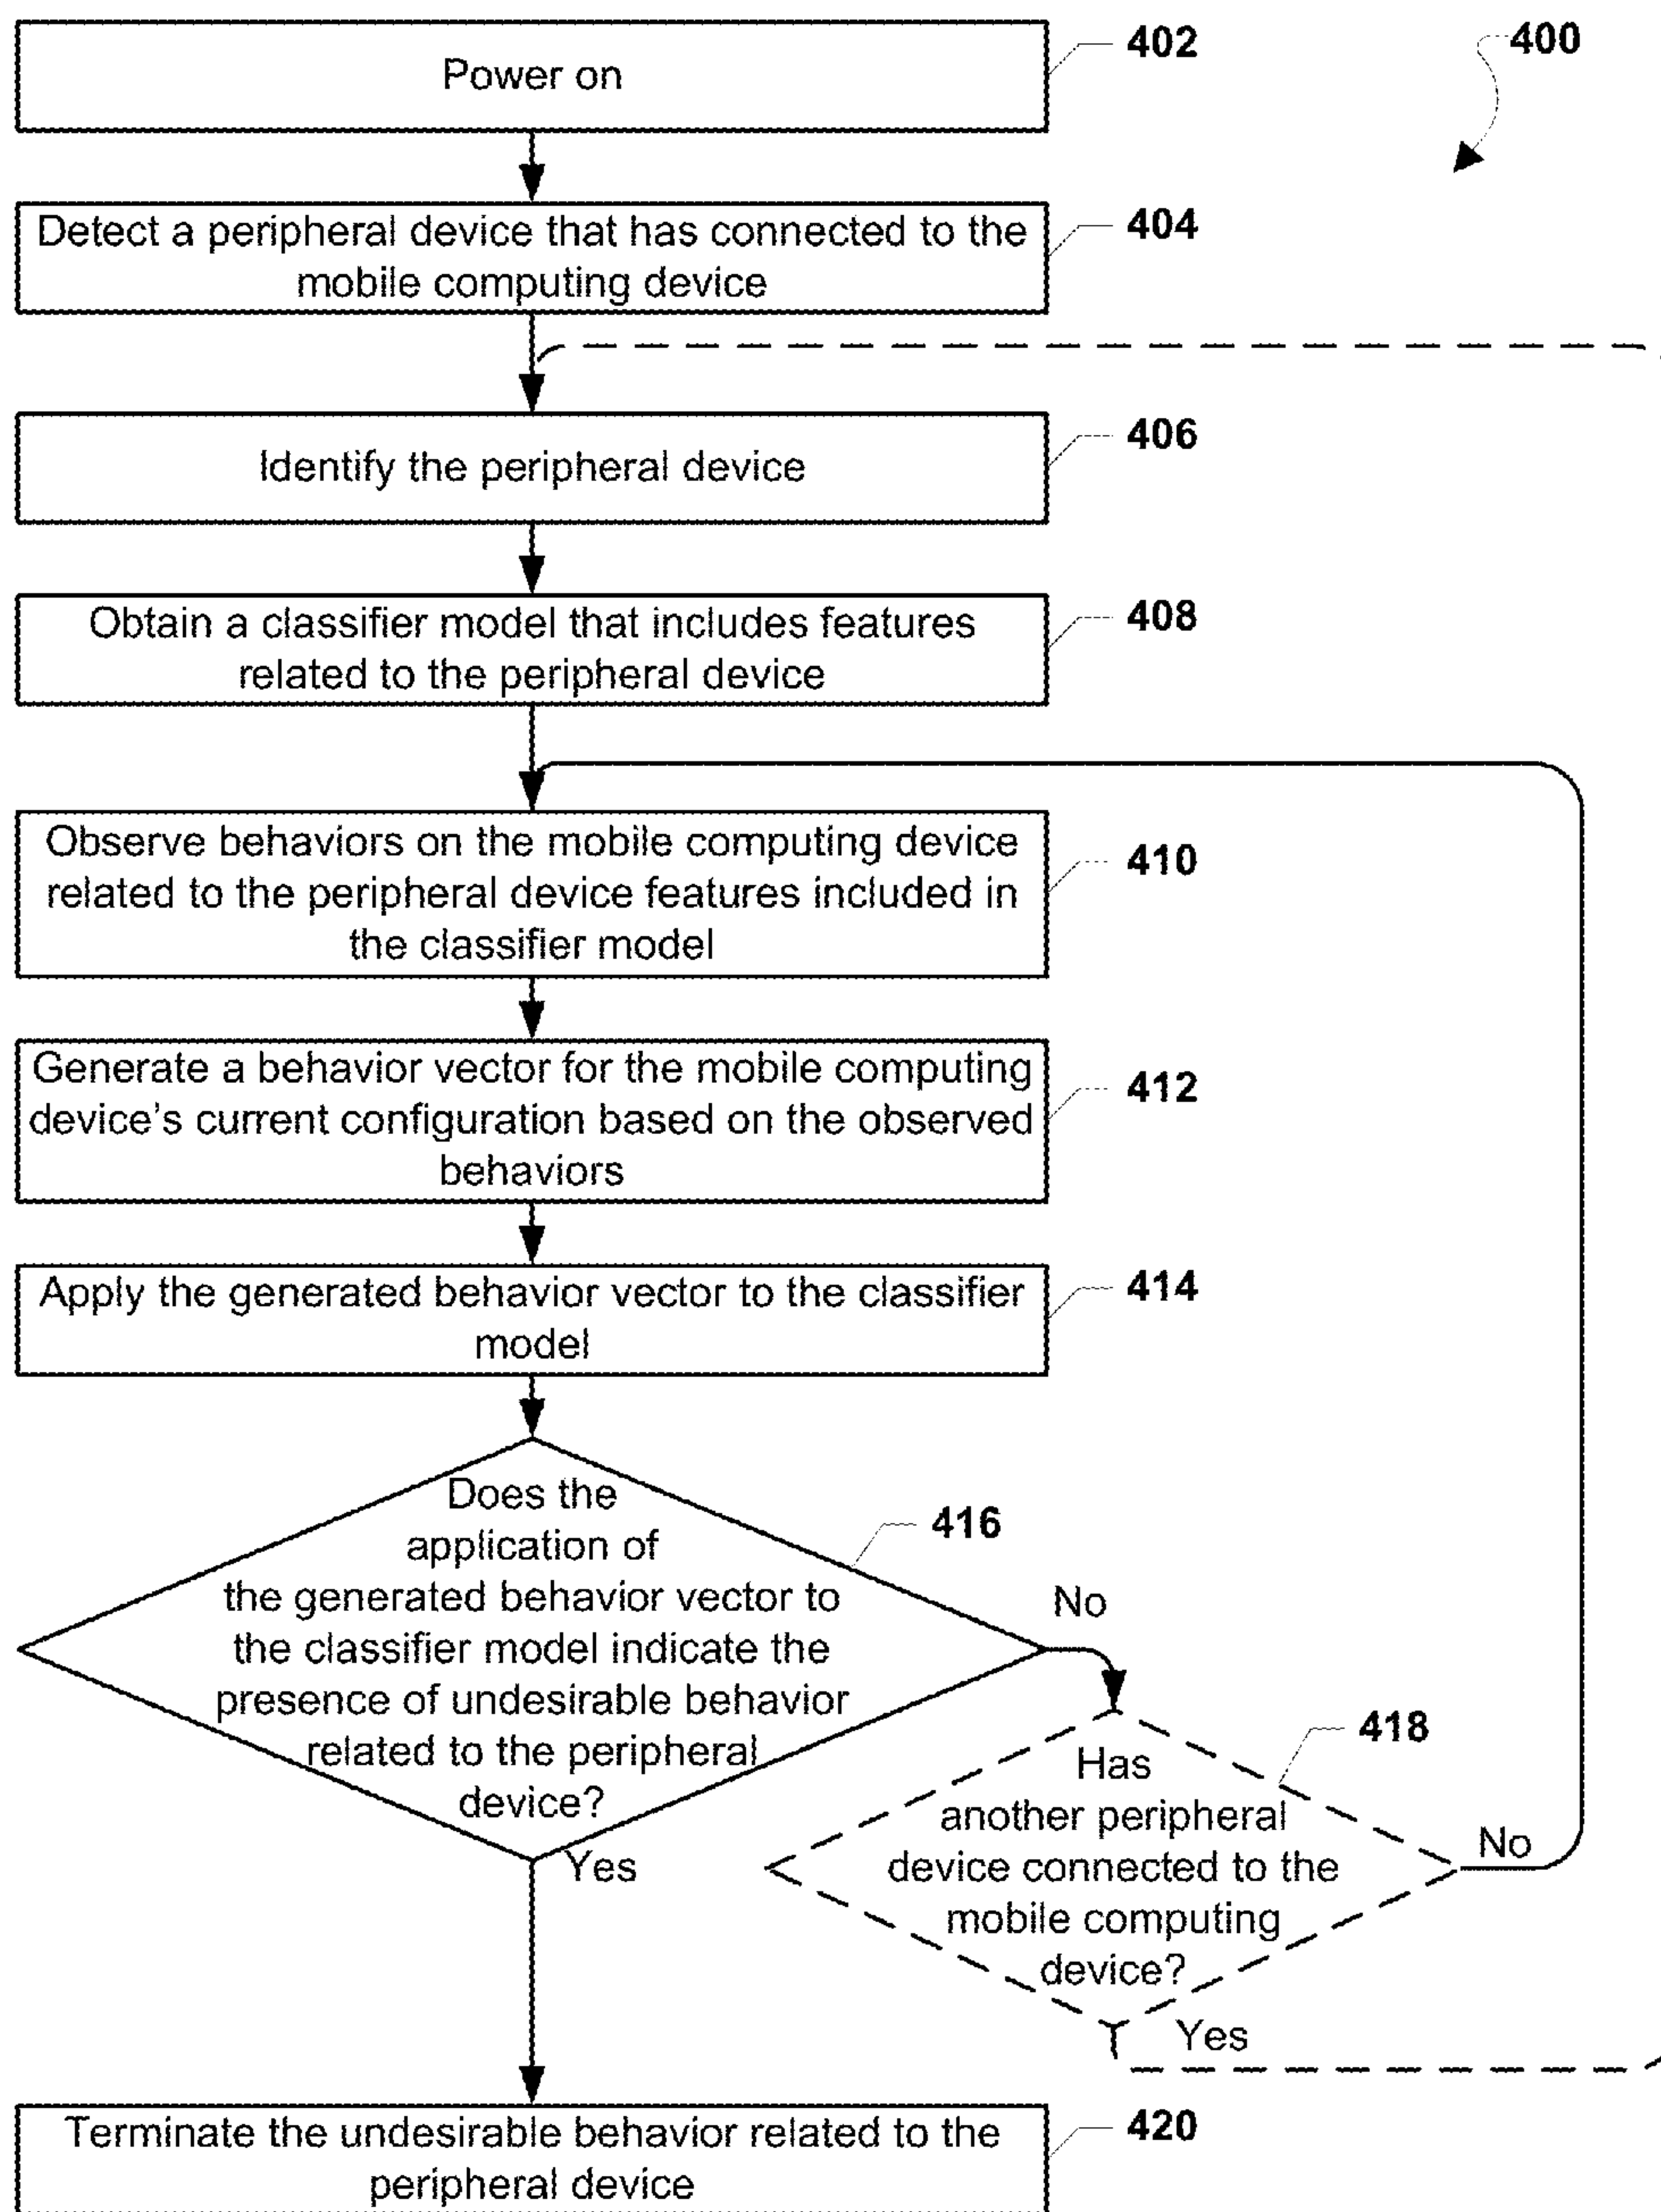 Power on
402
400
Detect a peripheral device that has connected to the
mobile computing device
404
Identify the peripheral device
406
Obtain a classifier model that includes features
related to the peripheral device
408
Observe behaviors on the mobile computing device
related to the peripheral device features included in
the classifier model
410
Generate a behavior vector for the mobile computing
device's current configuration based on the observed
behaviors
412
Apply the generated behavior vector to the classifier
model
414
Does the
application of
the generated behavior vector to
the classifier model indicate the
presence of undesirable behavior
related to the peripheral
device?
416
No
Yes
Has
another peripheral
device connected to the
mobile computing
device?
418
No
Yes
Terminate the undesirable behavior related to the
peripheral device
420